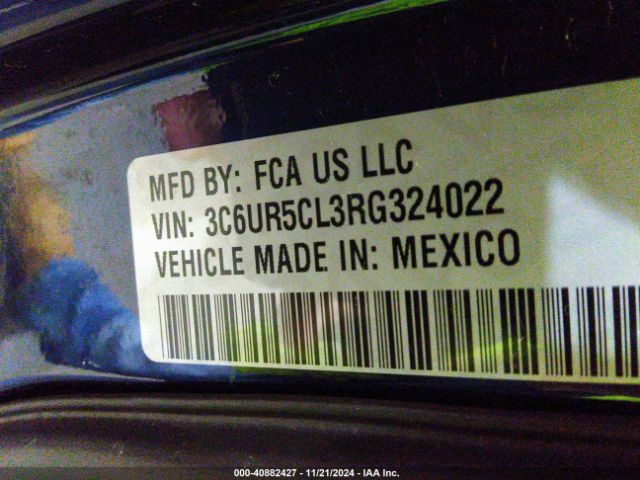 MFD BY: FCA US LLC
VIN: 3C6UR5CL3RG324022
VEHICLE MADE IN: MEXICO
000-40882427 - 11/21/2024 - IAA Inc.